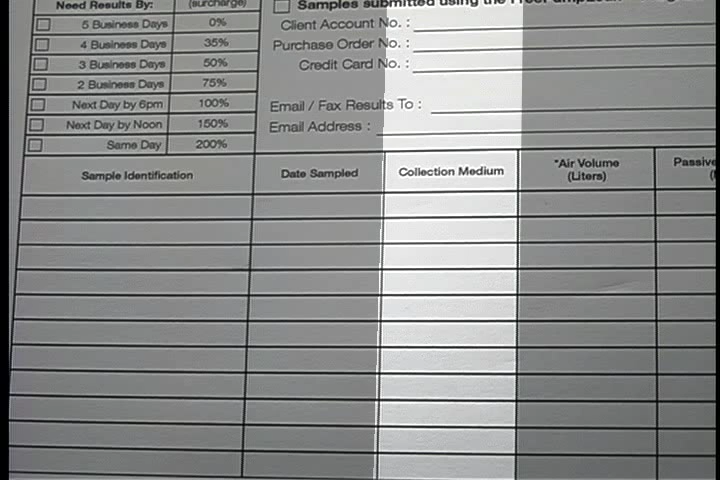 Need Results By: (surcharge)
5 Business Days 0%
4 Business Days 35%
3 Business Days 50%
2 Business Days 75%
Next Day by 6pm 100%
Next Day by Noon 150%
Same Day 200%
Samples submitted using the
Client Account No. :
Purchase Order No. :
Credit Card No. :
Email / Fax Results To :
Email Address :
Sample Identification
Date Sampled
Collection Medium
*Air Volume
(Liters)
Passive